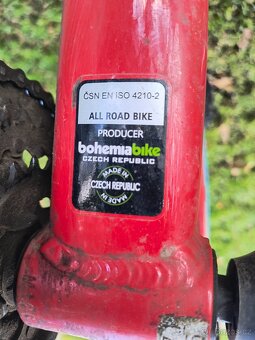 ČSN EN ISO 4210-2
ALL ROAD BIKE
PRODUCER
bohemiabike
CZECH REPUBLIC
MADE IN
CZECH REPUBLIC
MADE IN